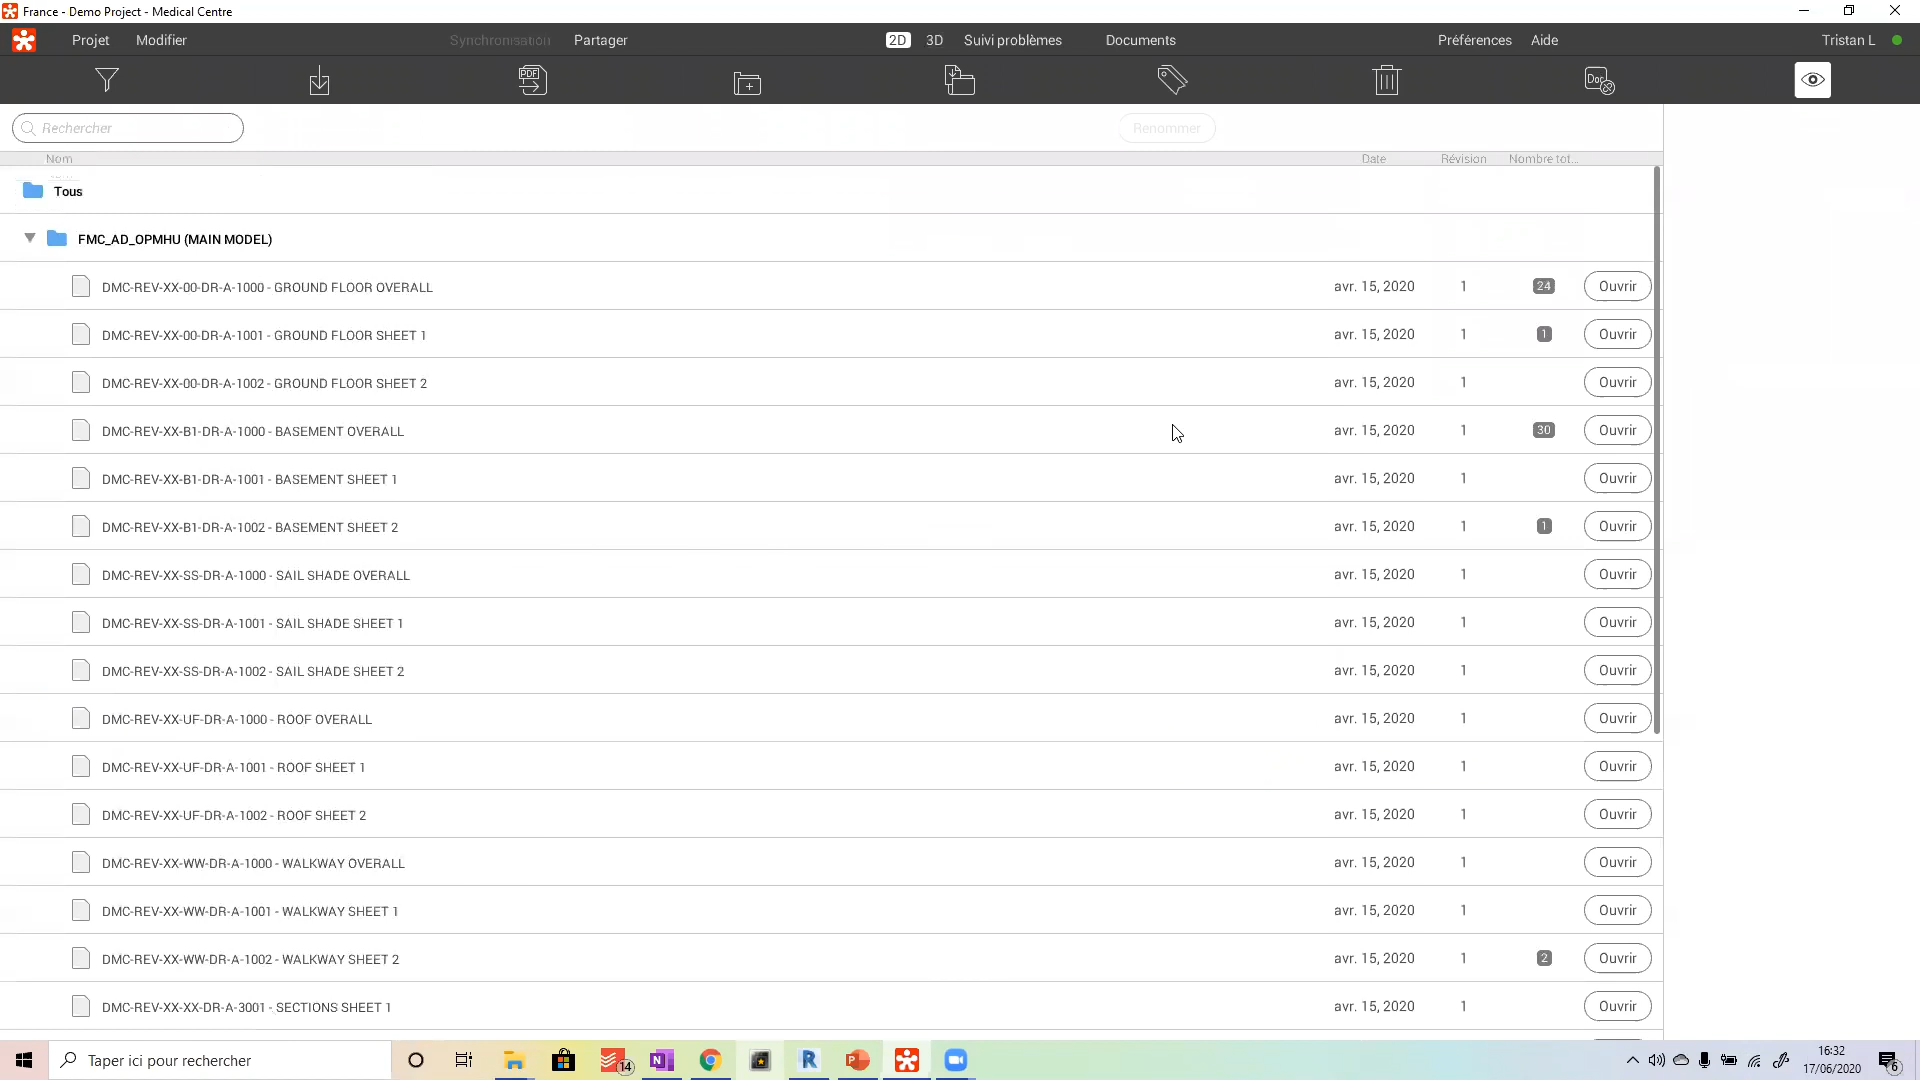 France - Demo Project - Medical Centre
Projet Modifier Synchronisation Partager 2D 3D Suivi problèmes Documents Préférences Aide Tristan L
PDF Doc
Rechercher Renommer
Nom Date Révision Nombre tot...
Tous
FMC_AD_OPMHU (MAIN MODEL)
DMC-REV-XX-00-DR-A-1000 - GROUND FLOOR OVERALL avr. 15, 2020 1 24 Ouvrir
DMC-REV-XX-00-DR-A-1001 - GROUND FLOOR SHEET 1 avr. 15, 2020 1 1 Ouvrir
DMC-REV-XX-00-DR-A-1002 - GROUND FLOOR SHEET 2 avr. 15, 2020 1 Ouvrir
DMC-REV-XX-B1-DR-A-1000 - BASEMENT OVERALL avr. 15, 2020 1 30 Ouvrir
DMC-REV-XX-B1-DR-A-1001 - BASEMENT SHEET 1 avr. 15, 2020 1 Ouvrir
DMC-REV-XX-B1-DR-A-1002 - BASEMENT SHEET 2 avr. 15, 2020 1 1 Ouvrir
DMC-REV-XX-SS-DR-A-1000 - SAIL SHADE OVERALL avr. 15, 2020 1 Ouvrir
DMC-REV-XX-SS-DR-A-1001 - SAIL SHADE SHEET 1 avr. 15, 2020 1 Ouvrir
DMC-REV-XX-SS-DR-A-1002 - SAIL SHADE SHEET 2 avr. 15, 2020 1 Ouvrir
DMC-REV-XX-UF-DR-A-1000 - ROOF OVERALL avr. 15, 2020 1 Ouvrir
DMC-REV-XX-UF-DR-A-1001 - ROOF SHEET 1 avr. 15, 2020 1 Ouvrir
DMC-REV-XX-UF-DR-A-1002 - ROOF SHEET 2 avr. 15, 2020 1 Ouvrir
DMC-REV-XX-WW-DR-A-1000 - WALKWAY OVERALL avr. 15, 2020 1 Ouvrir
DMC-REV-XX-WW-DR-A-1001 - WALKWAY SHEET 1 avr. 15, 2020 1 Ouvrir
DMC-REV-XX-WW-DR-A-1002 - WALKWAY SHEET 2 avr. 15, 2020 1 2 Ouvrir
DMC-REV-XX-XX-DR-A-3001 - SECTIONS SHEET 1 avr. 15, 2020 1 Ouvrir
Taper ici pour rechercher 14 N R P 16:32
17/06/2020 6